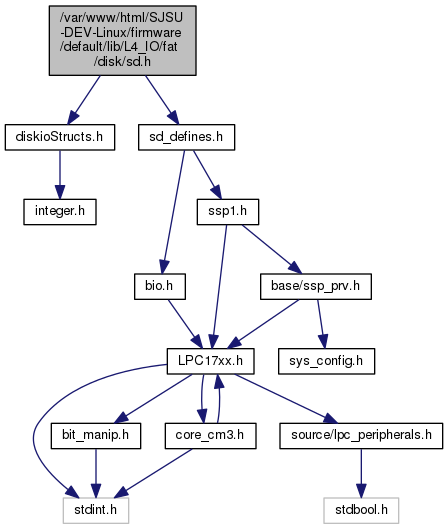 /var/www/html/SJSU
-DEV-Linux/firmware
/default/lib/L4_IO/fat
/disk/sd.h
diskioStructs.h
sd_defines.h
integer.h
ssp1.h
bio.h
base/ssp_prv.h
LPC17xx.h
sys_config.h
bit_manip.h
core_cm3.h
source/lpc_peripherals.h
stdint.h
stdbool.h